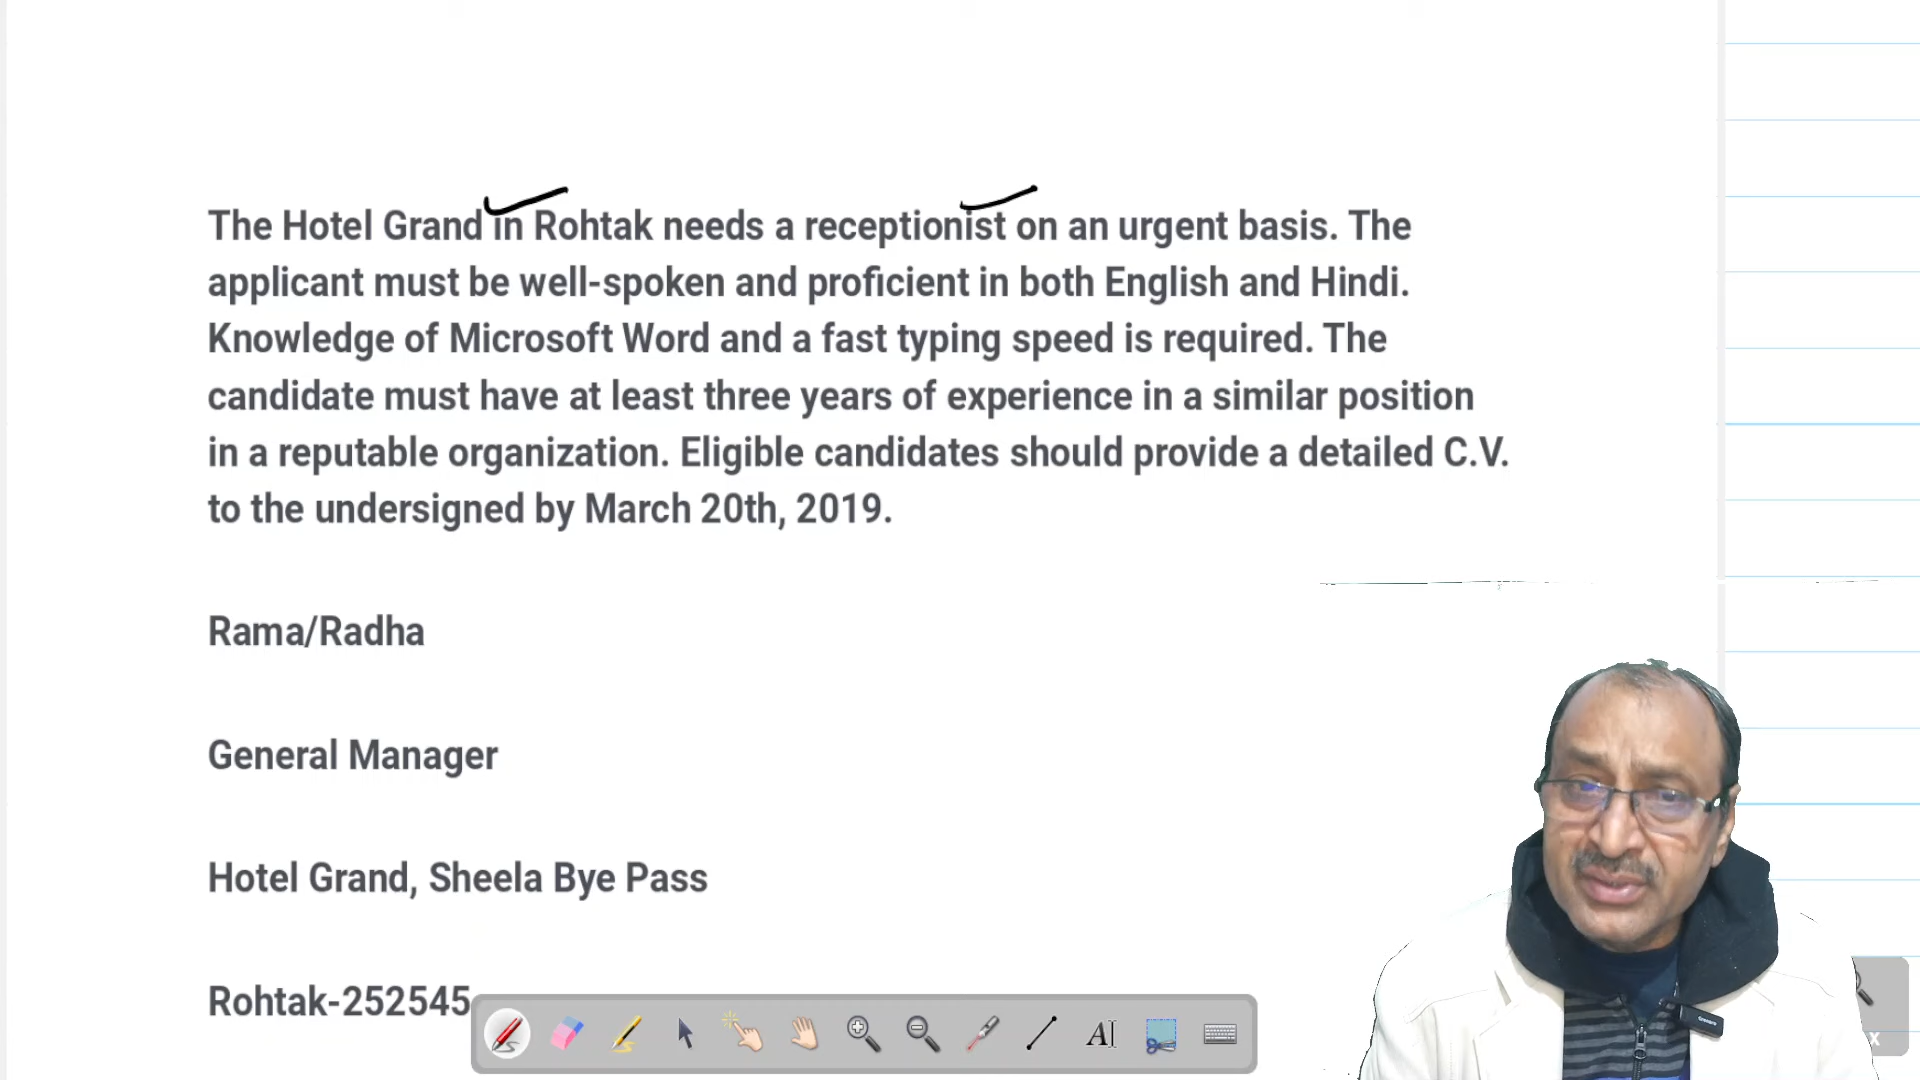 The Hotel Grand in Rohtak needs a receptionist on an urgent basis. The
applicant must be well-spoken and proficient in both English and Hindi.
Knowledge of Microsoft Word and a fast typing speed is required. The
candidate must have at least three years of experience in a similar position
in a reputable organization. Eligible candidates should provide a detailed C.V.
to the undersigned by March 20th, 2019.
Rama/Radha
General Manager
Hotel Grand, Sheela Bye Pass
Rohtak-252545